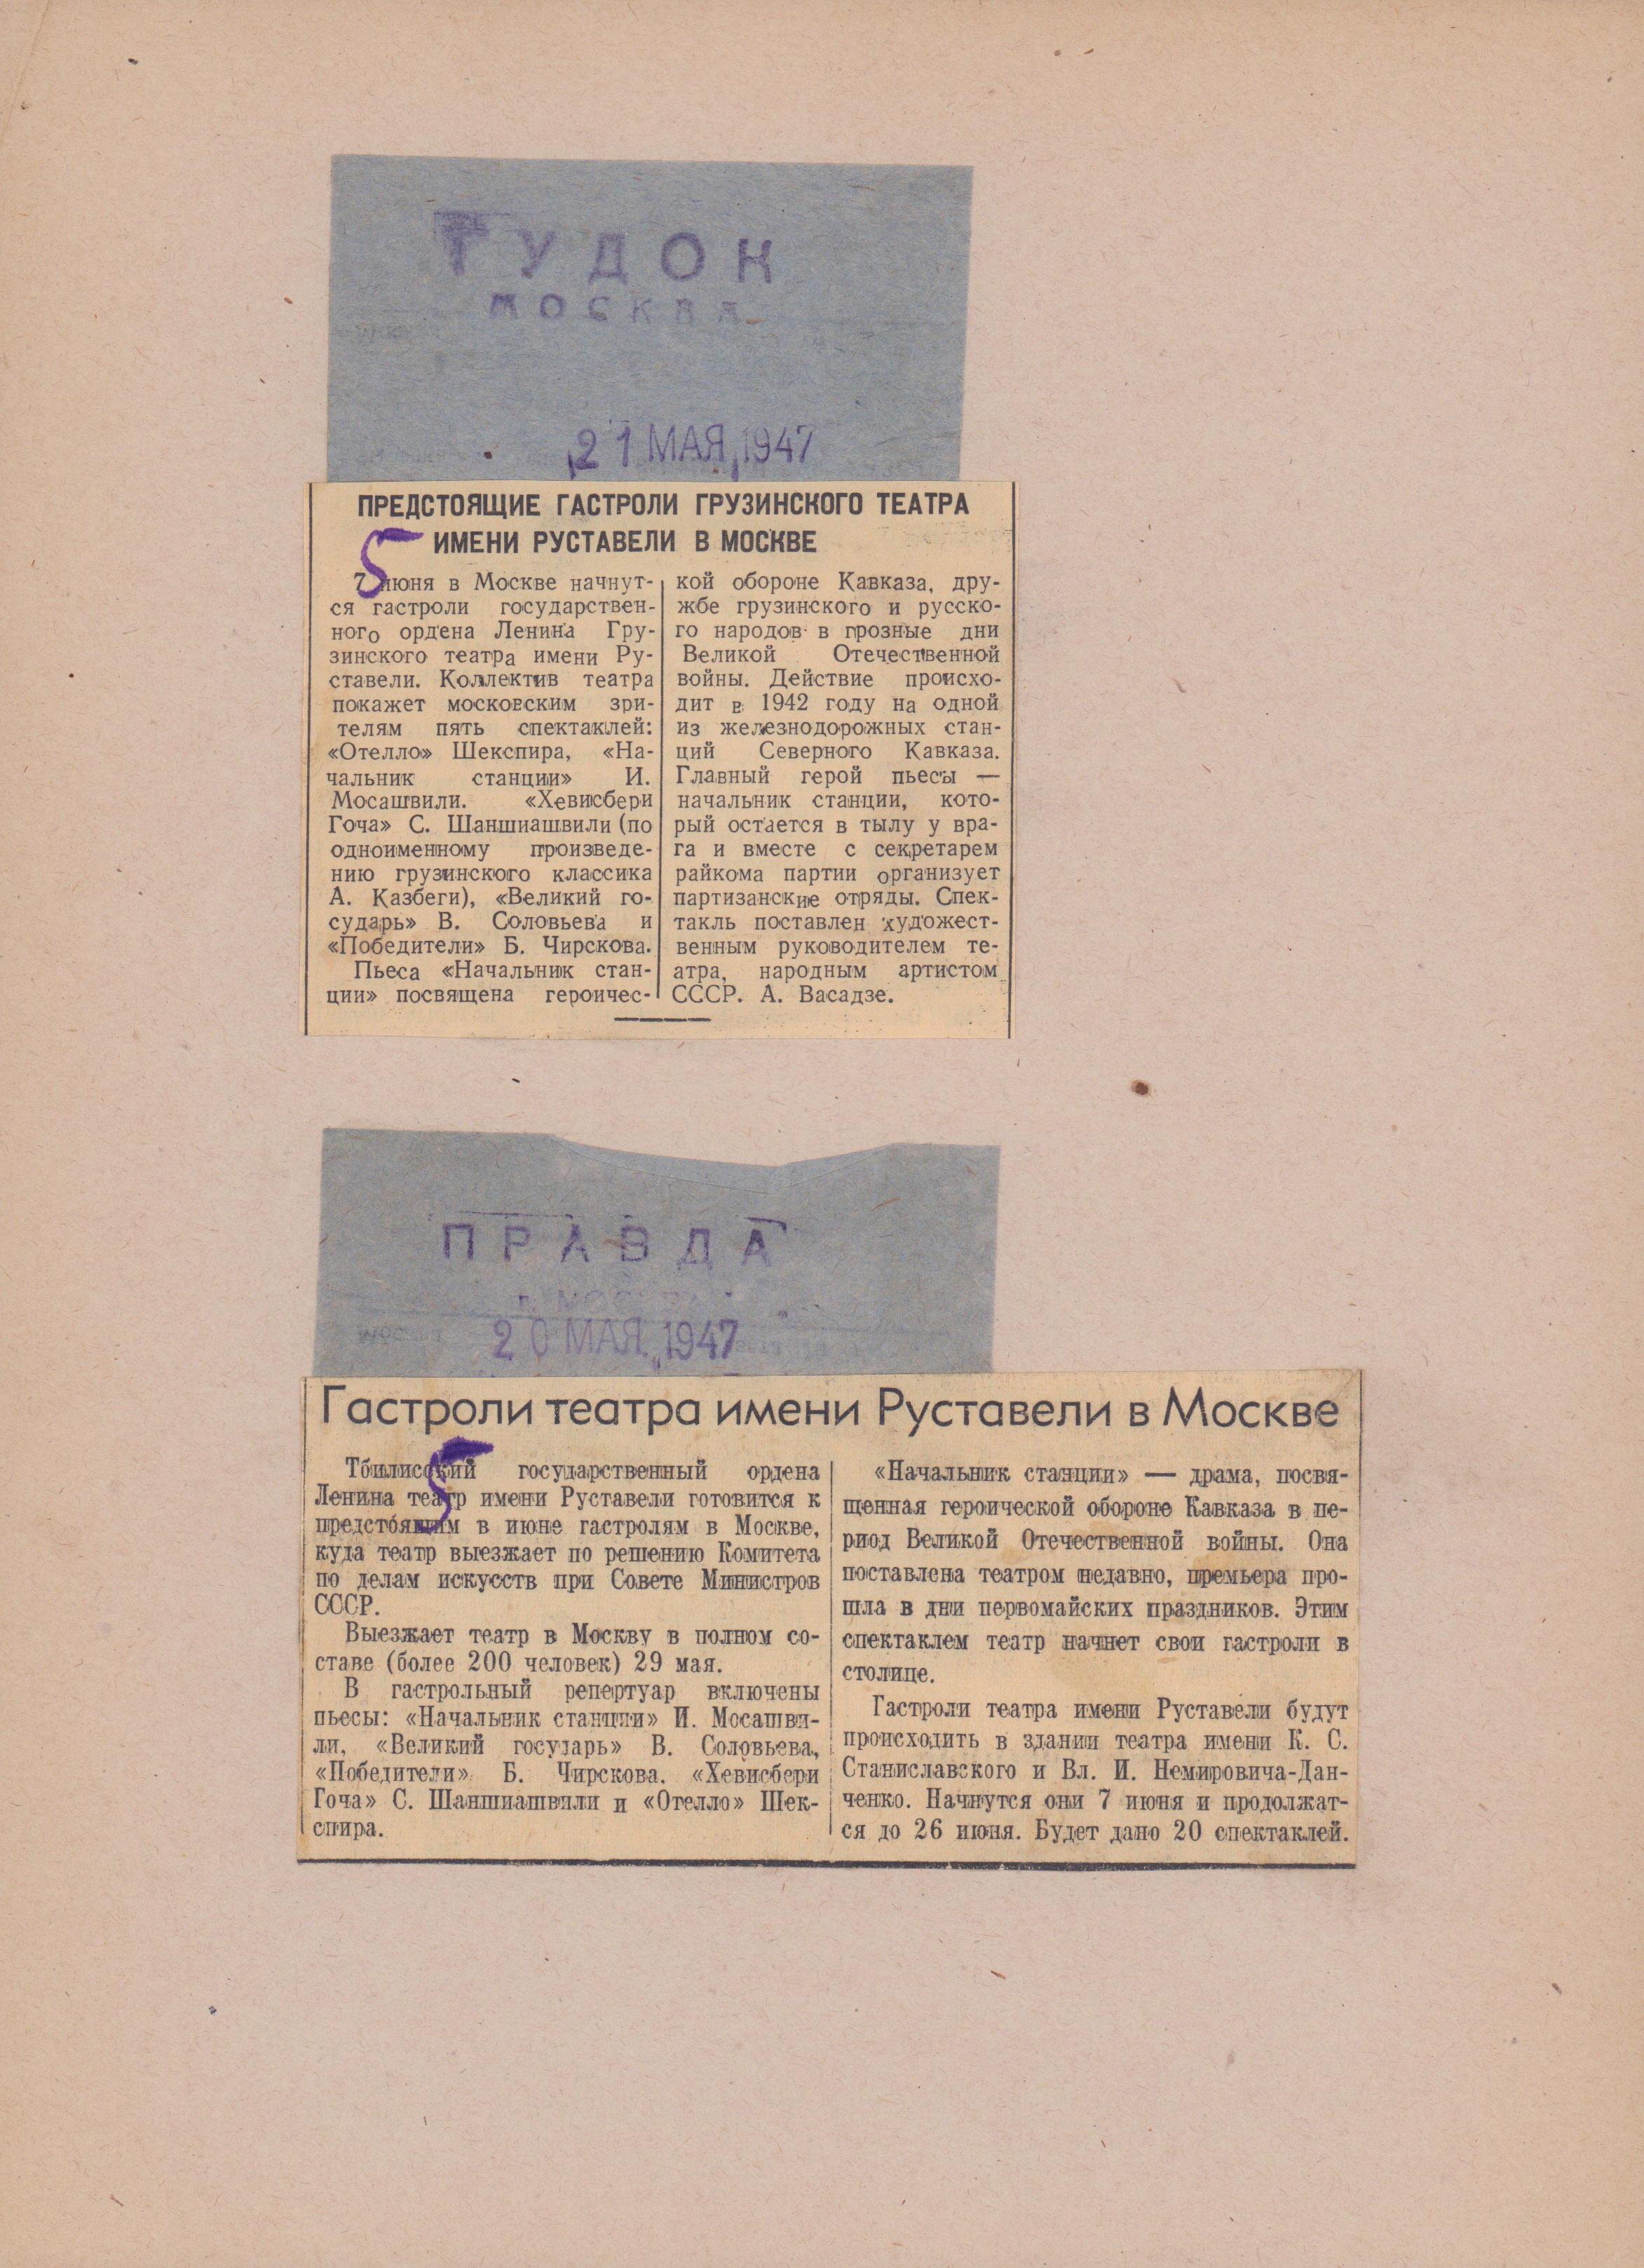 ГУДОК
МОСКВА
21 МАЯ 1947
ПРЕДСТОЯЩИЕ ГАСТРОЛИ ГРУЗИНСКОГО ТЕАТРА
ИМЕНИ РУСТАВЕЛИ В МОСКВЕ
5
7 июня в Москве начнут-
ся гастроли государствен-
ного ордена Ленина Гру-
зинского театра имени Ру-
ставели. Коллектив театра
покажет московским зри-
телям пять спектаклей:
«Отелло» Шекспира, «На-
чальник станции» И.
Мосашвили. «Хевисбери
Гоча» С. Шаншиашвили (по
одноименному произведе-
нию грузинского классика
А. Казбеги), «Великий го-
сударь» В. Соловьева и
«Победители» Б. Чирскова.
Пьеса «Начальник стан-
ции» посвящена героичес-
кой обороне Кавказа, дру-
жбе грузинского и русско-
го народов в грозные дни
Великой Отечественной
войны. Действие происхо-
дит в 1942 году на одной
из железнодорожных стан-
ций Северного Кавказа.
Главный герой пьесы —
начальник станции, кото-
рый остается в тылу у вра-
га и вместе с секретарем
райкома партии организует
партизанские отряды. Спек-
такль поставлен художест-
венным руководителем те-
атра, народным артистом
СССР. А. Васадзе.
ПРАВДА
г. МОСКВА
20 МАЯ 1947
Гастроли театра имени Руставели в Москве
5
Тбилисский государственный ордена
Ленина театр имени Руставели готовится к
предстоящим в июне гастролям в Москве,
куда театр выезжает по решению Комитета
по делам искусств при Совете Министров
СССР.
Выезжает театр в Москву в полном со-
ставе (более 200 человек) 29 мая.
В гастрольный репертуар включены
пьесы: «Начальник станции» И. Мосашви-
ли, «Великий государь» В. Соловьева,
«Победители» Б. Чирскова. «Хевисбери
Гоча» С. Шаншиашвили и «Отелло» Шек-
спира.
«Начальник станции» — драма, посвя-
щенная героической обороне Кавказа в пе-
риод Великой Отечественной войны. Она
поставлена театром недавно, премьера про-
шла в дни первомайских праздников. Этим
спектаклем театр начнет свои гастроли в
столице.
Гастроли театра имени Руставели будут
происходить в здании театра имени К. С.
Станиславского и Вл. И. Немировича-Дан-
ченко. Начнутся они 7 июня и продолжат-
ся до 26 июня. Будет дано 20 спектаклей.